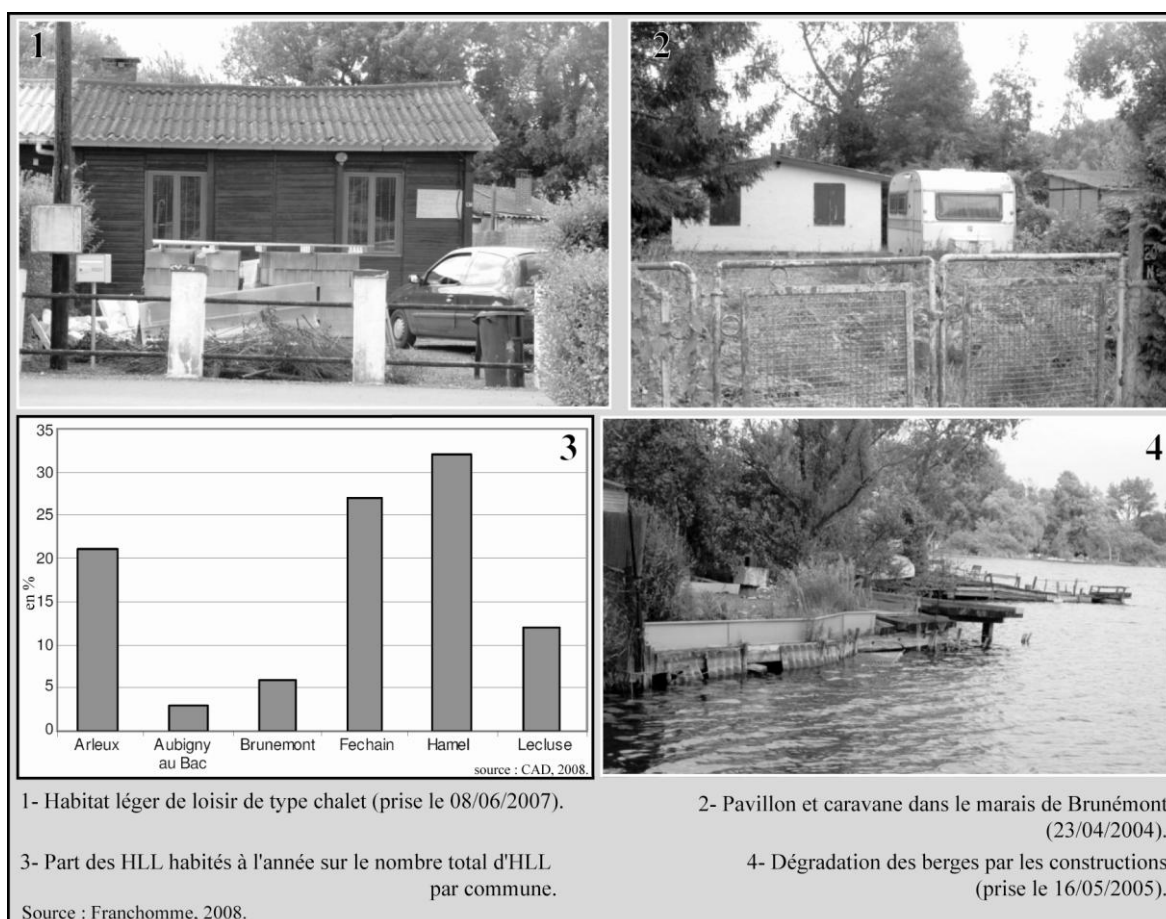 1
2
3
35
30
25
20
15
10
5
0
en %
Arleux
Aubigny
au Bac
Brunemont
Fechain
Hamel
Lecluse
source : CAD, 2008.
4
1- Habitat léger de loisir de type chalet (prise le 08/06/2007).
2- Pavillon et caravane dans le marais de Brunémont
(23/04/2004).
3- Part des HLL habités à l'année sur le nombre total d'HLL
par commune.
4- Dégradation des berges par les constructions
(prise le 16/05/2005).
Source : Franchomme, 2008.